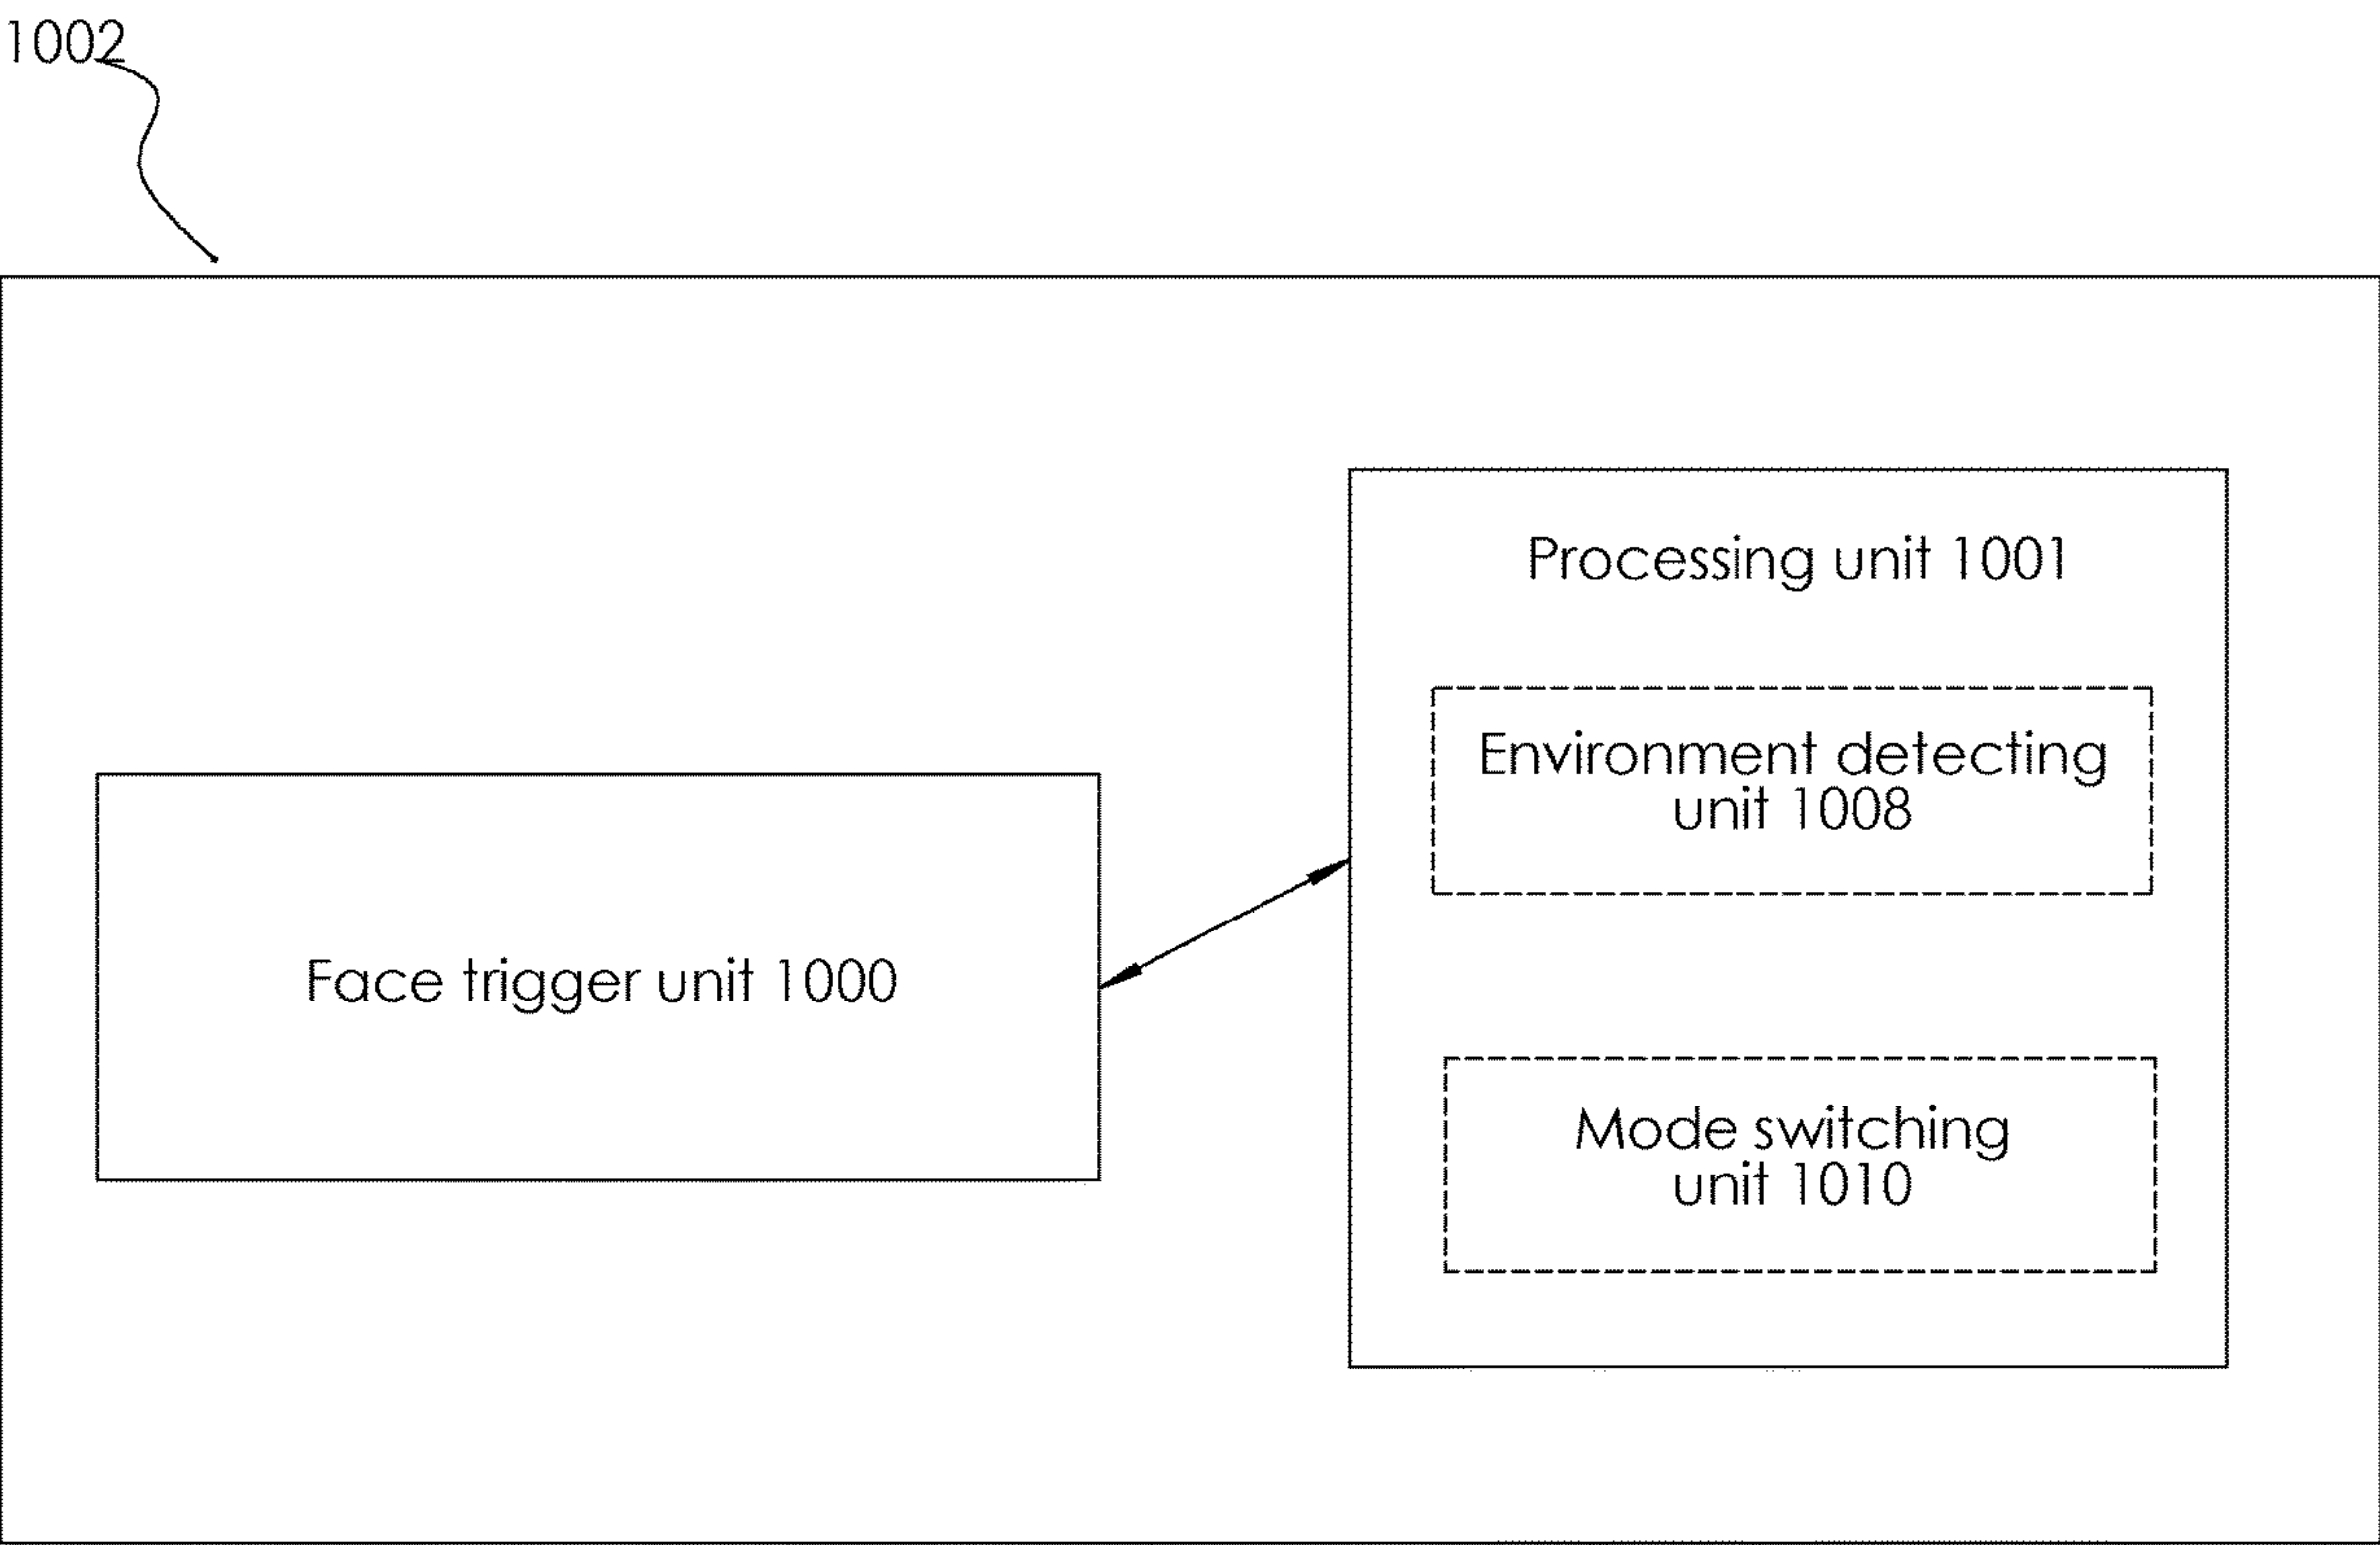 1002
Processing unit 1001
Environment detecting
unit 1008
Face trigger unit 1000
Mode switching
unit 1010